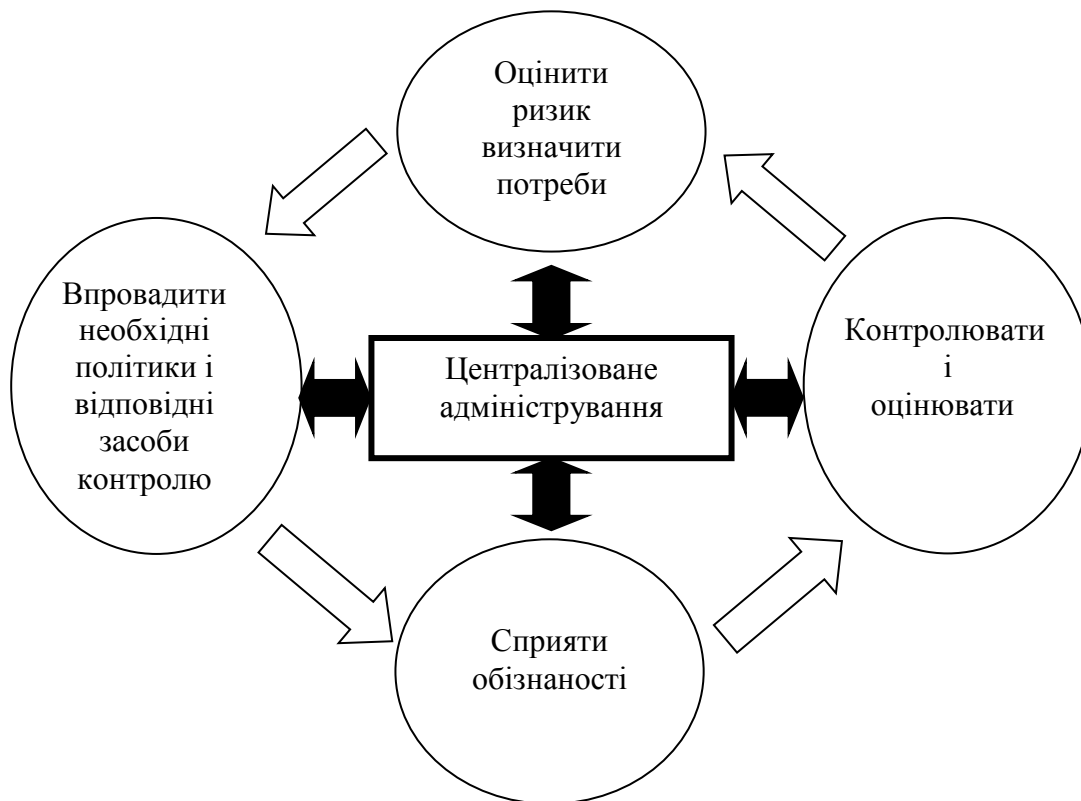 Оцінити
ризик
визначити
потреби
Впровадити
необхідні
політики і
відповідні
засоби
контролю
Централізоване
адміністрування
Контролювати
і
оцінювати
Сприяти
обізнаності